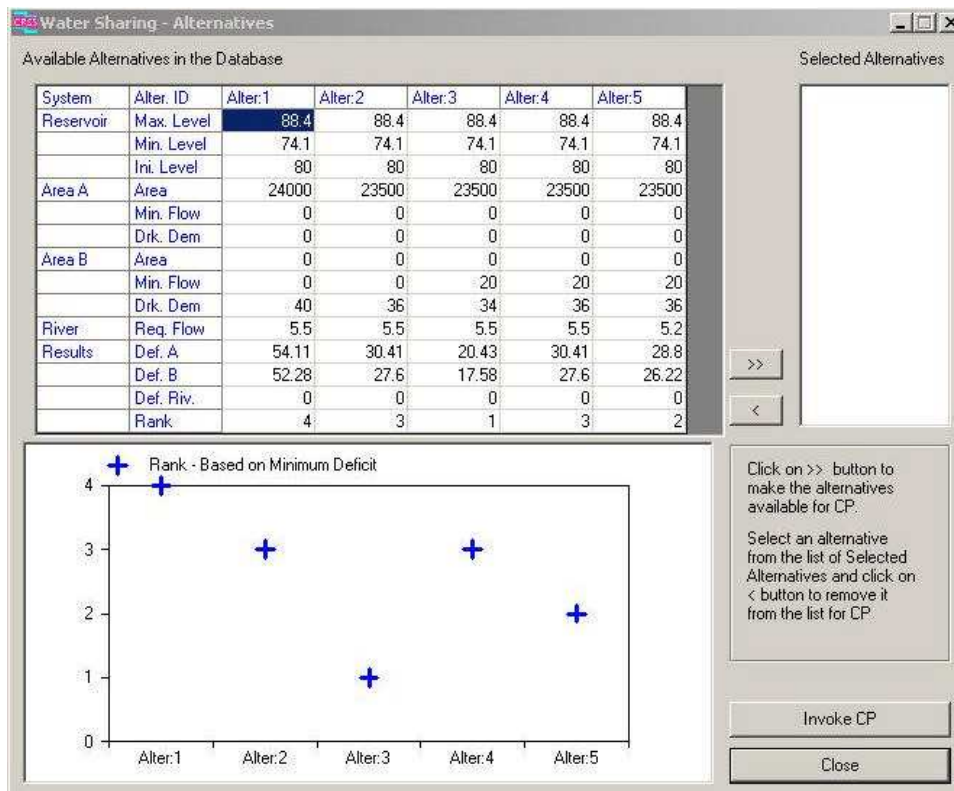 CRSS Water Sharing - Alternatives
Available Alternatives in the Database
Selected Alternatives
System Alter. ID Alter:1 Alter:2 Alter:3 Alter:4 Alter:5
Reservoir Max. Level 88.4 88.4 88.4 88.4 88.4
Min. Level 74.1 74.1 74.1 74.1 74.1
Ini. Level 80 80 80 80 80
Area A Area 24000 23500 23500 23500 23500
Min. Flow 0 0 0 0 0
Drk. Dem 0 0 0 0 0
Area B Area 0 0 0 0 0
Min. Flow 0 0 20 20 20
Drk. Dem 40 36 34 36 36
River Req. Flow 5.5 5.5 5.5 5.5 5.2
Results Def. A 54.11 30.41 20.43 30.41 28.8
Def. B 52.28 27.6 17.58 27.6 26.22
Def. Riv. 0 0 0 0 0
Rank 4 3 1 3 2
>>
<
Rank - Based on Minimum Deficit
4
3
2
1
0
Alter:1 Alter:2 Alter:3 Alter:4 Alter:5
Click on >> button to
make the alternatives
available for CP.
Select an alternative
from the list of Selected
Alternatives and click on
< button to remove it
from the list for CP
Invoke CP
Close